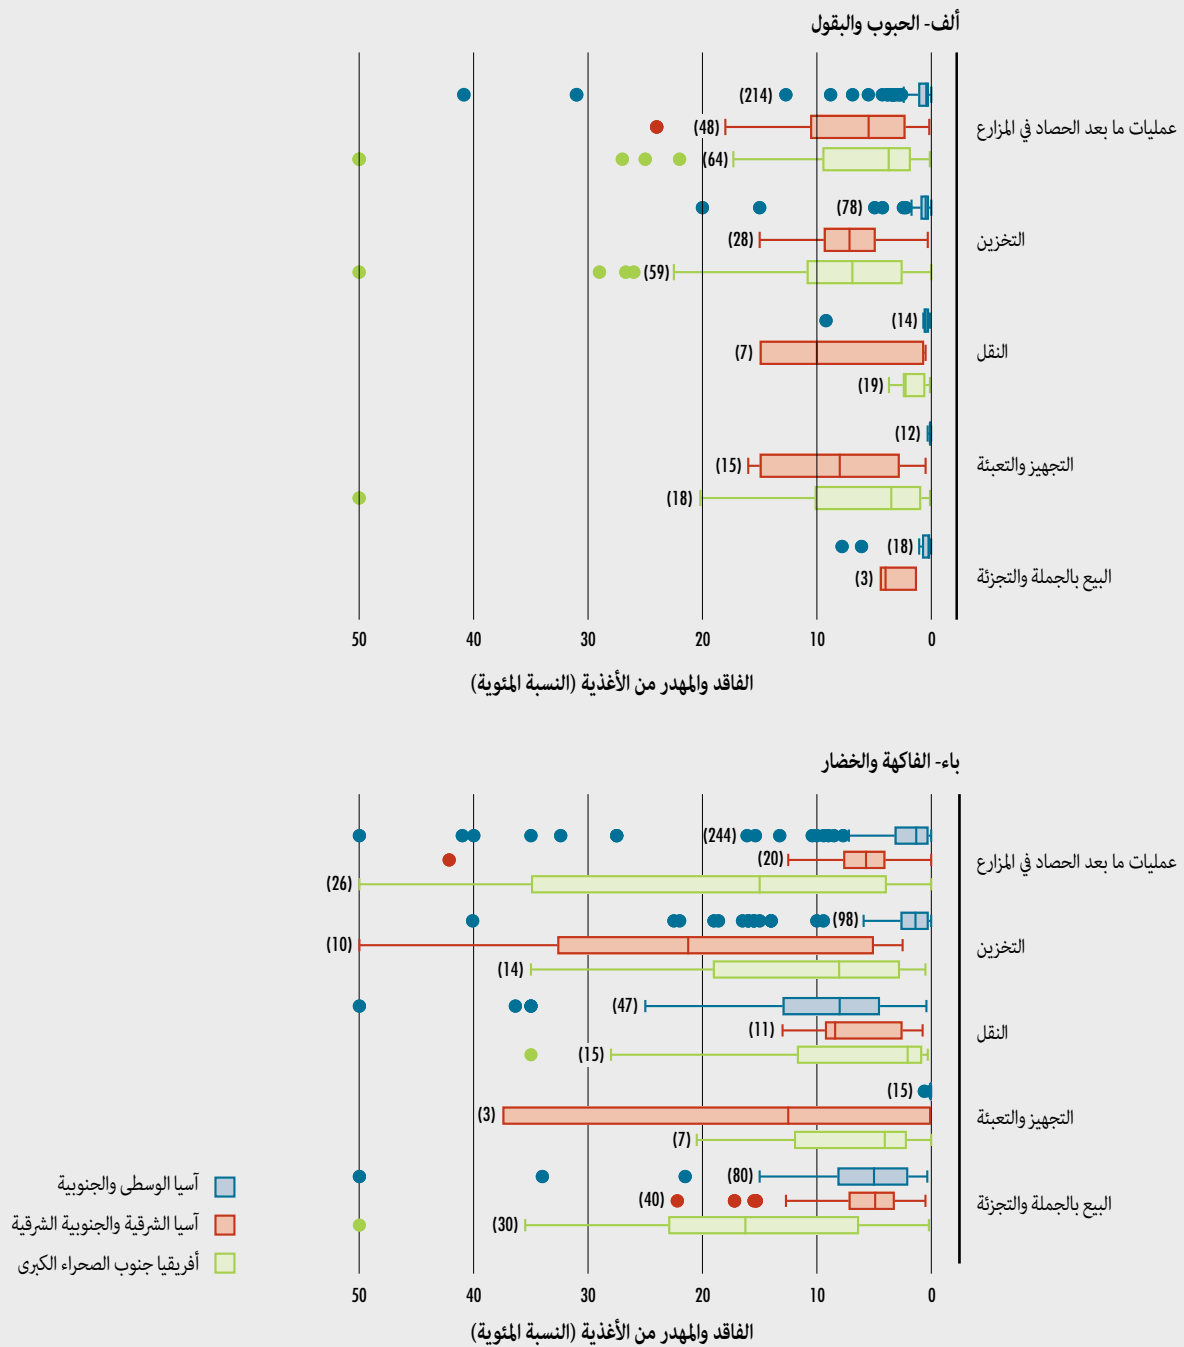 ألف- الحبوب والبقول
عمليات ما بعد الحصاد في المزارع
(214)
(48)
(64)
التخزين
(78)
(28)
(59)
النقل
(14)
(7)
(19)
التجهيز والتعبئة
(12)
(15)
(18)
البيع بالجملة والتجزئة
(18)
(3)
50 40 30 20 10 0
الفاقد والمهدر من الأغذية (النسبة المئوية)
باء- الفاكهة والخضار
عمليات ما بعد الحصاد في المزارع
(244)
(20)
(26)
التخزين
(98)
(10)
(14)
النقل
(47)
(11)
(15)
التجهيز والتعبئة
(15)
(3)
(7)
البيع بالجملة والتجزئة
(80)
(40)
(30)
50 40 30 20 10 0
الفاقد والمهدر من الأغذية (النسبة المئوية)
آسيا الوسطى والجنوبية
آسيا الشرقية والجنوبية الشرقية
أفريقيا جنوب الصحراء الكبرى